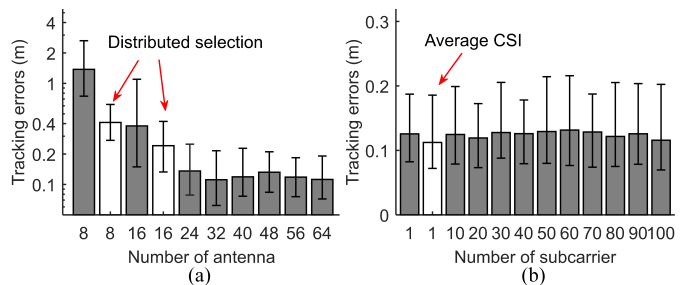 Distributed selection
Tracking errors (m)
4
2
1
0.4
0.2
0.1
8 8 16 16 24 32 40 48 56 64
Number of antenna
(a)
Average CSI
Tracking errors (m)
0.3
0.2
0.1
0
1 1 10 20 30 40 50 60 70 80 90 100
Number of subcarrier
(b)